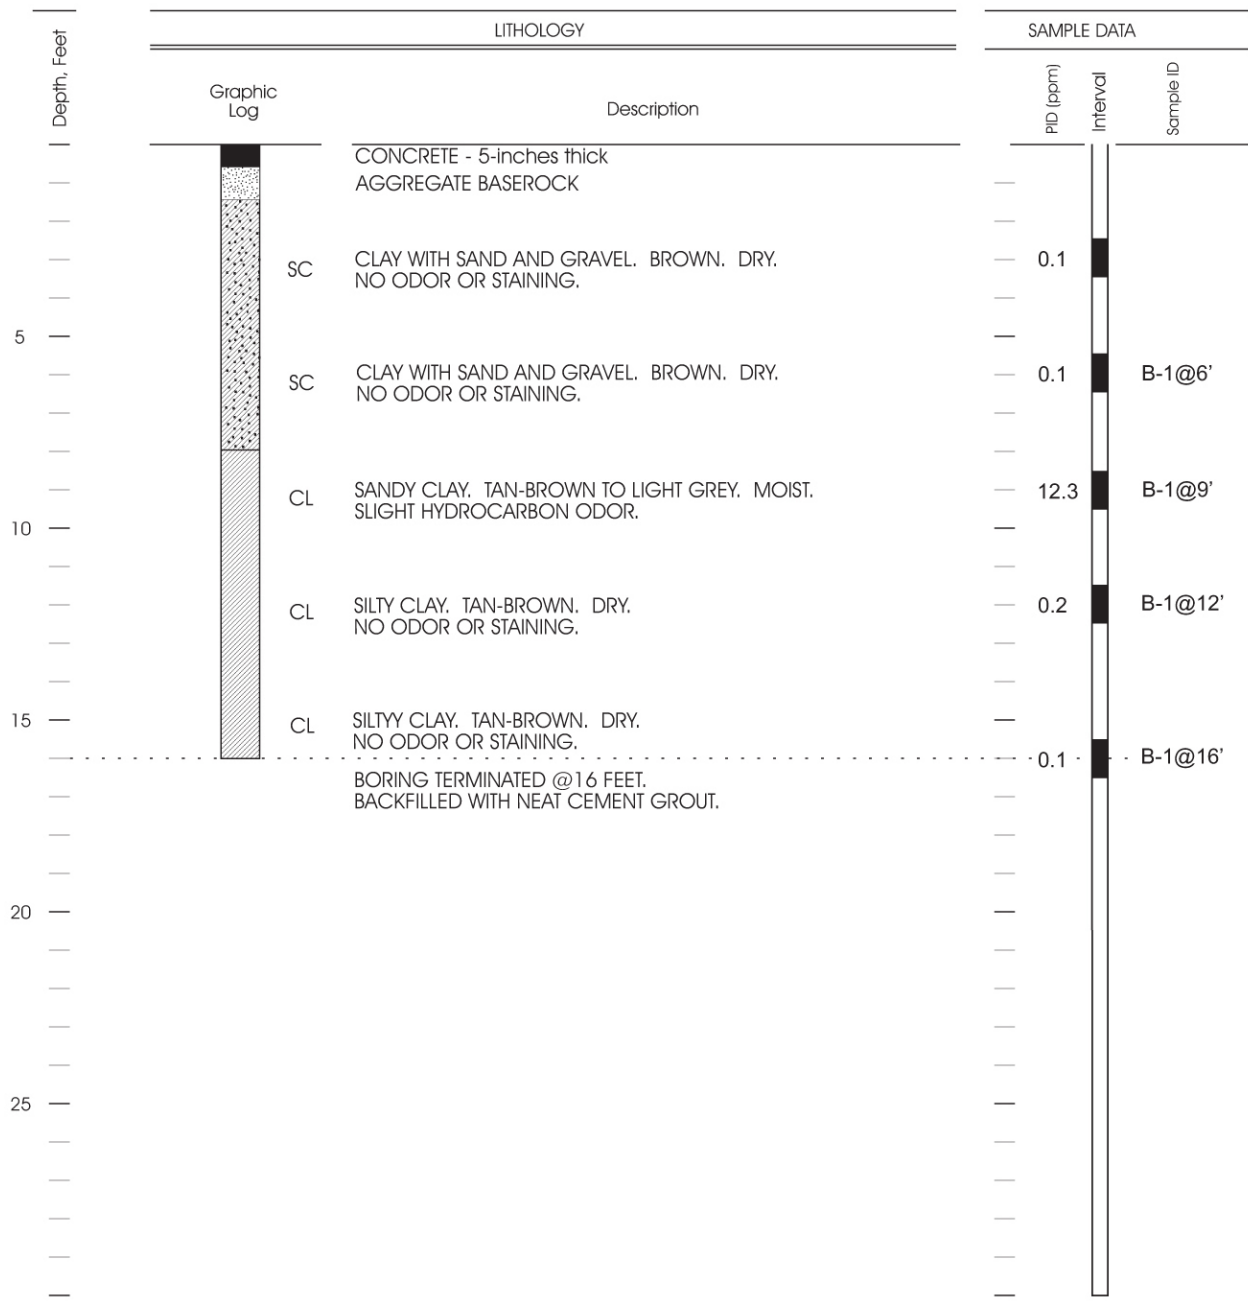 LITHOLOGY
SAMPLE DATA
Depth, Feet
Graphic
Log
Description
PID (ppm)
Interval
Sample ID
CONCRETE - 5-inches thick
AGGREGATE BASEROCK
SC
CLAY WITH SAND AND GRAVEL. BROWN. DRY.
NO ODOR OR STAINING.
0.1
5
SC
CLAY WITH SAND AND GRAVEL. BROWN. DRY.
NO ODOR OR STAINING.
0.1
B-1@6'
CL
SANDY CLAY. TAN-BROWN TO LIGHT GREY. MOIST.
SLIGHT HYDROCARBON ODOR.
12.3
B-1@9'
10
CL
SILTY CLAY. TAN-BROWN. DRY.
NO ODOR OR STAINING.
0.2
B-1@12'
15
CL
SILTYY CLAY. TAN-BROWN. DRY.
NO ODOR OR STAINING.
0.1
B-1@16'
BORING TERMINATED @16 FEET.
BACKFILLED WITH NEAT CEMENT GROUT.
20
25